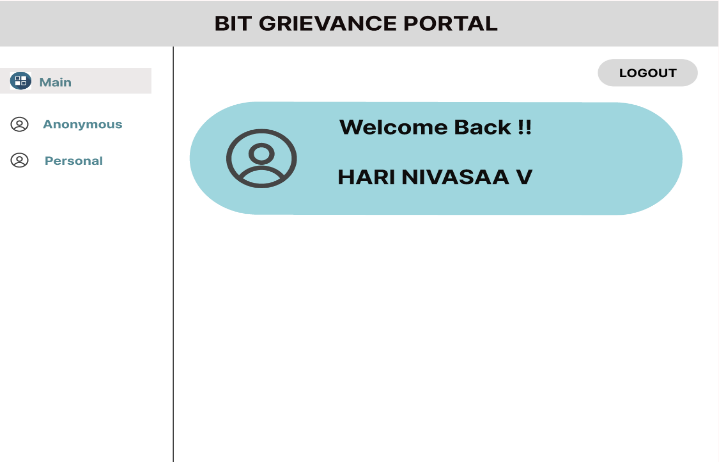 BIT GRIEVANCE PORTAL
LOGOUT
Main
Anonymous
Personal
Welcome Back !!
HARI NIVASAA V